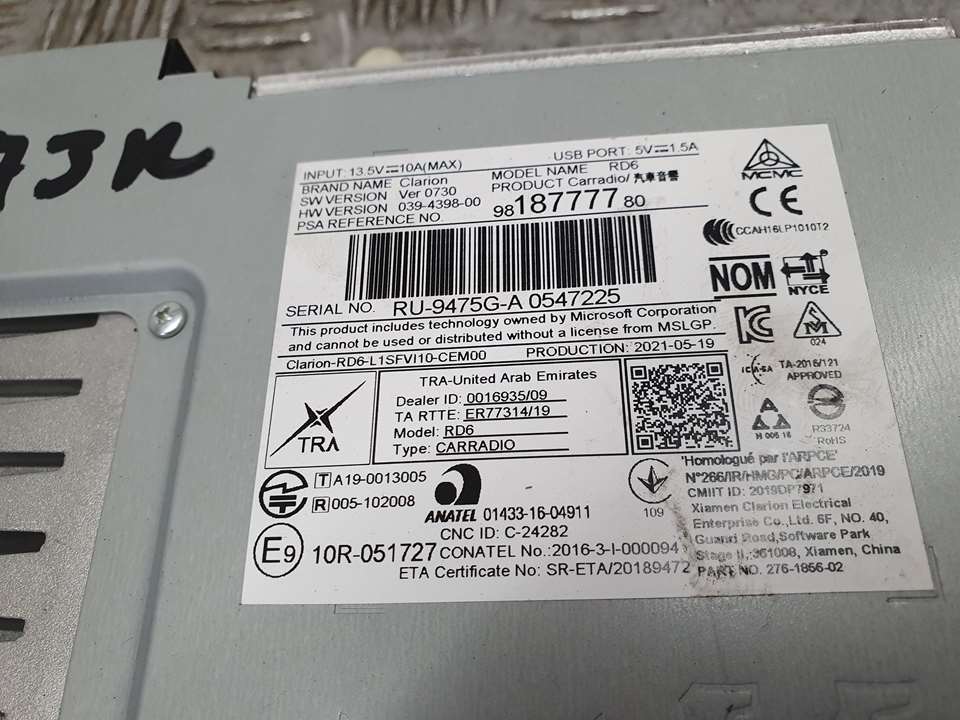 73K
INPUT: 13.5V⎓10A(MAX)
USB PORT: 5V⎓1.5A
BRAND NAME Clarion
MODEL NAME RD6
SW VERSION Ver 0730
PRODUCT Carradio/汽車音響
HW VERSION 039-4398-00
PSA REFERENCE NO 9818777780
MCMC
CE
CCAH16LP1010T2
NOM
NYCE
SERIAL NO. RU-9475G-A 0547225
This product includes technology owned by Microsoft Corporation
and cannot be used or distributed without a license from MSLGP.
024
Clarion-RD6-L1SFVI10-CEM00
PRODUCTION: 2021-05-19
ICASA
TA-2016/121
APPROVED
TRA
TRA-United Arab Emirates
Dealer ID: 0016935/09
TA RTTE: ER77314/19
Model: RD6
Type: CARRADIO
R33724
RoHS
T A19-0013005
R 005-102008
ANATEL 01433-16-04911
109
CNC ID: C-24282
E9 10R-051727
CONATEL No.:2016-3-I-000094
ETA Certificate No.: SR-ETA/20189472
'Homologué par l'ARPCE'
N°266/IR/HMG/PC/ARPCE/2019
CMIIT ID: 2019DP7971
Xiamen Clarion Electrical
Enterprise Co.,Ltd. 6F, NO. 40,
Guanri Road,Software Park
Stage II,361008, Xiamen, China
PART NO. 276-1856-02